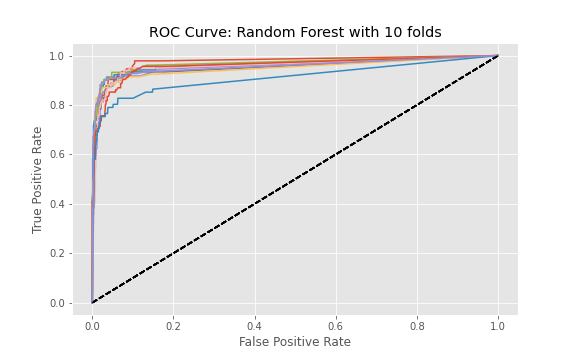 ROC Curve: Random Forest with 10 folds
True Positive Rate
1.0
0.8
0.6
0.4
0.2
0.0
0.0 0.2 0.4 0.6 0.8 1.0
False Positive Rate